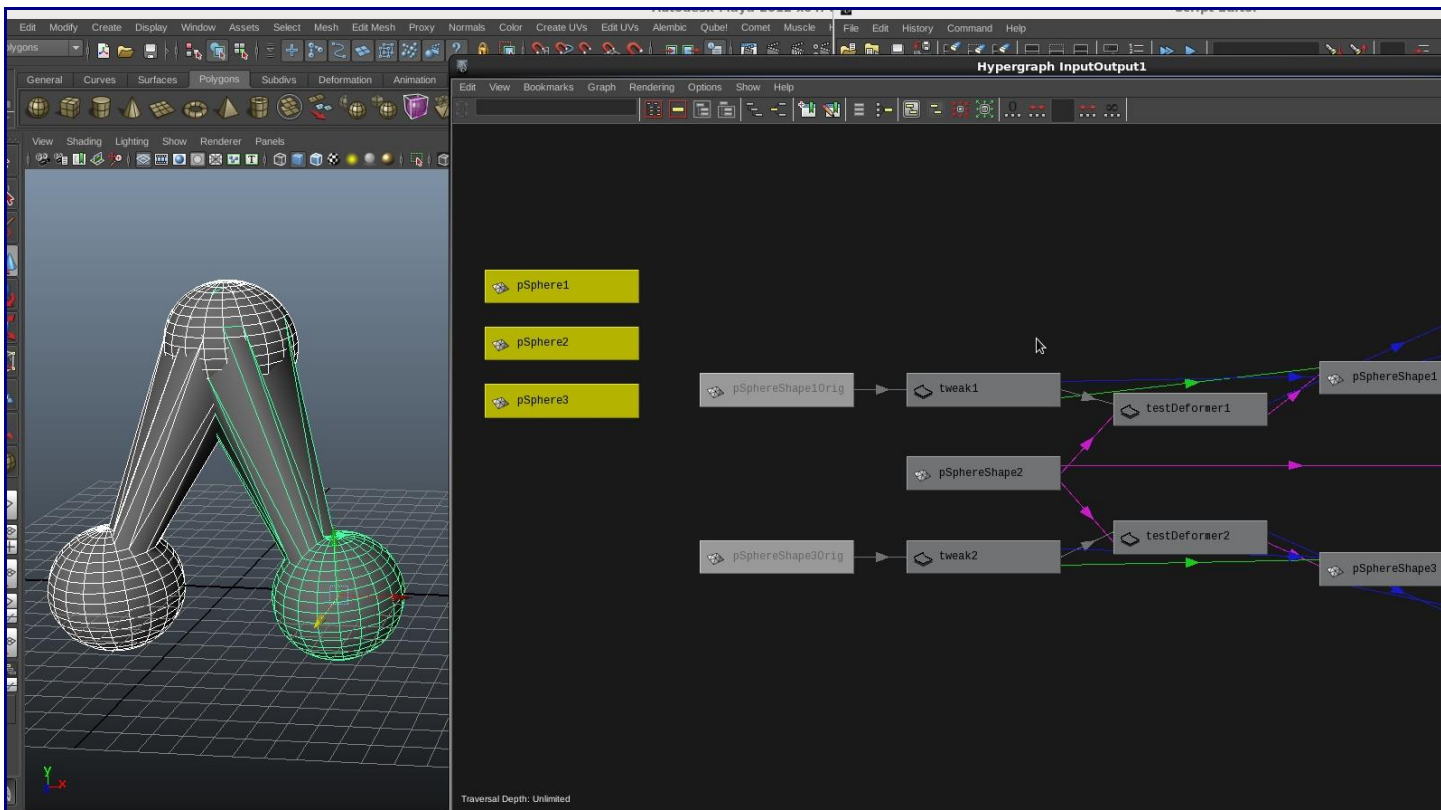 Edit Modify Create Display Window Assets Select Mesh Edit Mesh Proxy Normals Color Create UVs Edit UVs Alembic Qube! Comet Muscle
File Edit History Command Help
General Curves Surfaces Polygons Subdivs Deformation Animation
View Shading Lighting Show Renderer Panels
Hypergraph InputOutput1
Edit View Bookmarks Graph Rendering Options Show Help
pSphere1
pSphere2
pSphere3
pSphereShape1Orig
tweak1
testDeformer1
pSphereShape1
pSphereShape2
pSphereShape3Orig
tweak2
testDeformer2
pSphereShape3
Y
x
Traversal Depth: Unlimited